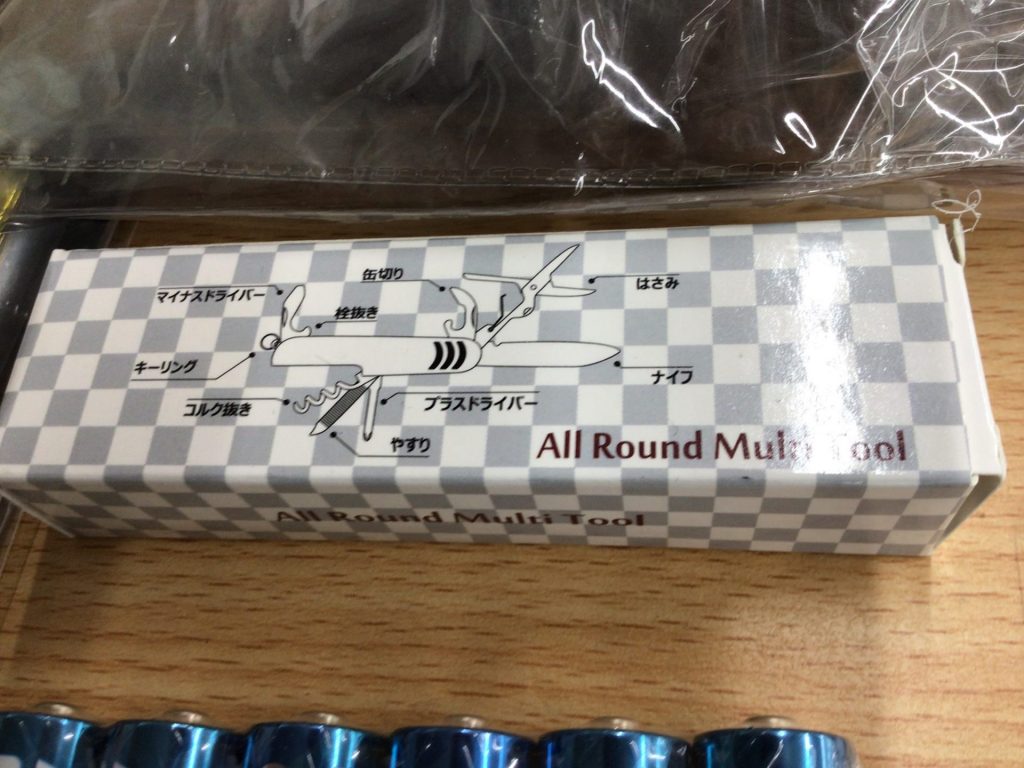 缶切り
はさみ
マイナスドライバー
栓抜き
キーリング
ナイフ
コルク抜き
プラスドライバー
やすり
All Round Multi Tool
All Round Multi Tool